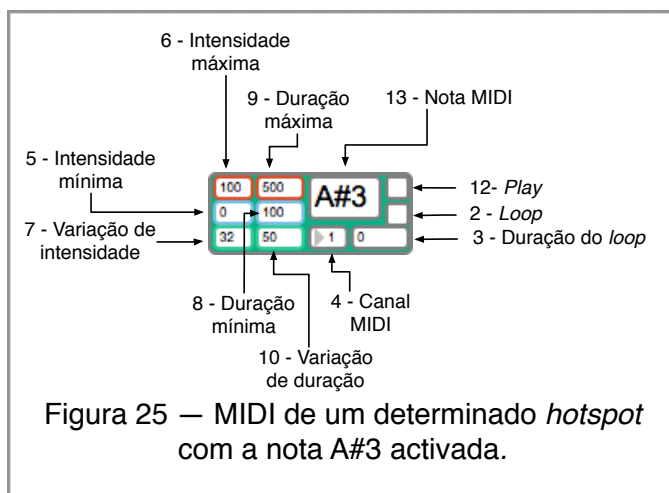 6 - Intensidade
máxima
9 - Duração
máxima
13 - Nota MIDI
5 - Intensidade
mínima
100 500 A#3
12- Play
0 100
2 - Loop
7 - Variação de
intensidade
32 50 1 0
3 - Duração do loop
8 - Duração
mínima
4 - Canal
MIDI
10 - Variação
de duração
Figura 25 — MIDI de um determinado hotspot
com a nota A#3 activada.